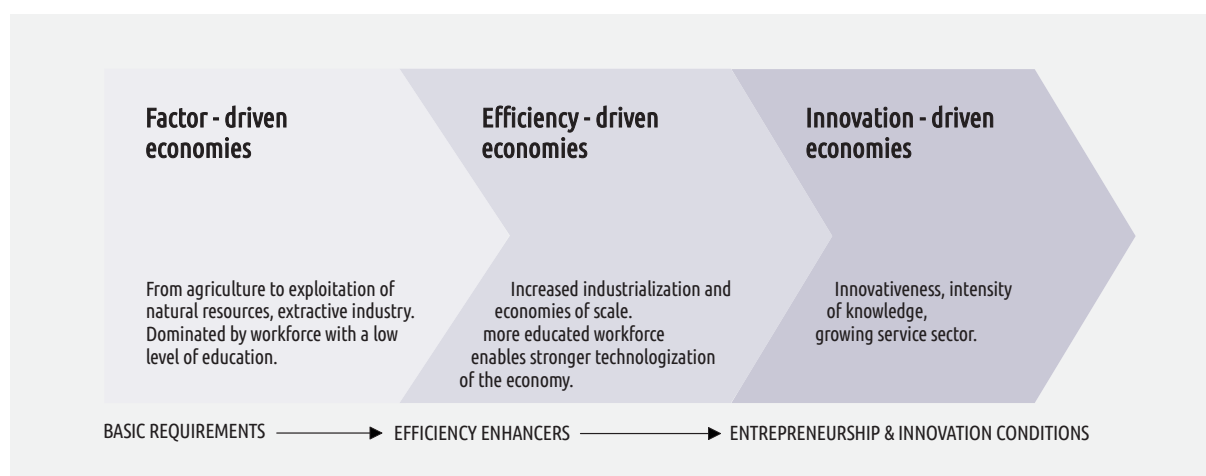 Factor - driven
economies
From agriculture to exploitation of
natural resources, extractive industry.
Dominated by workforce with a low
level of education.
Efficiency - driven
economies
Increased industrialization and
economies of scale.
more educated workforce
enables stronger technologization
of the economy.
Innovation - driven
economies
Innovativeness, intensity
of knowledge,
growing service sector.
BASIC REQUIREMENTS
EFFICIENCY ENHANCERS
ENTREPRENEURSHIP & INNOVATION CONDITIONS